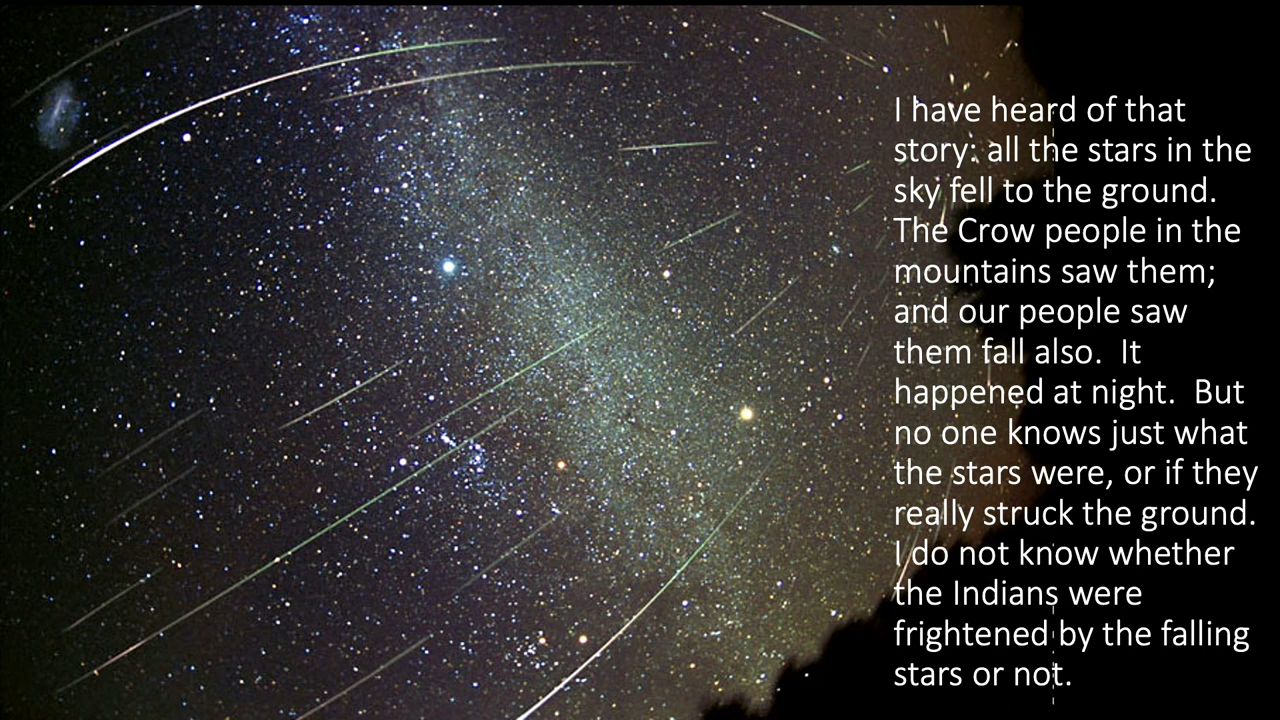 I have heard of that
story: all the stars in the
sky fell to the ground.
The Crow people in the
mountains saw them;
and our people saw
them fall also.  It
happened at night.  But
no one knows just what
the stars were, or if they
really struck the ground.
I do not know whether
the Indians were
frightened by the falling
stars or not.